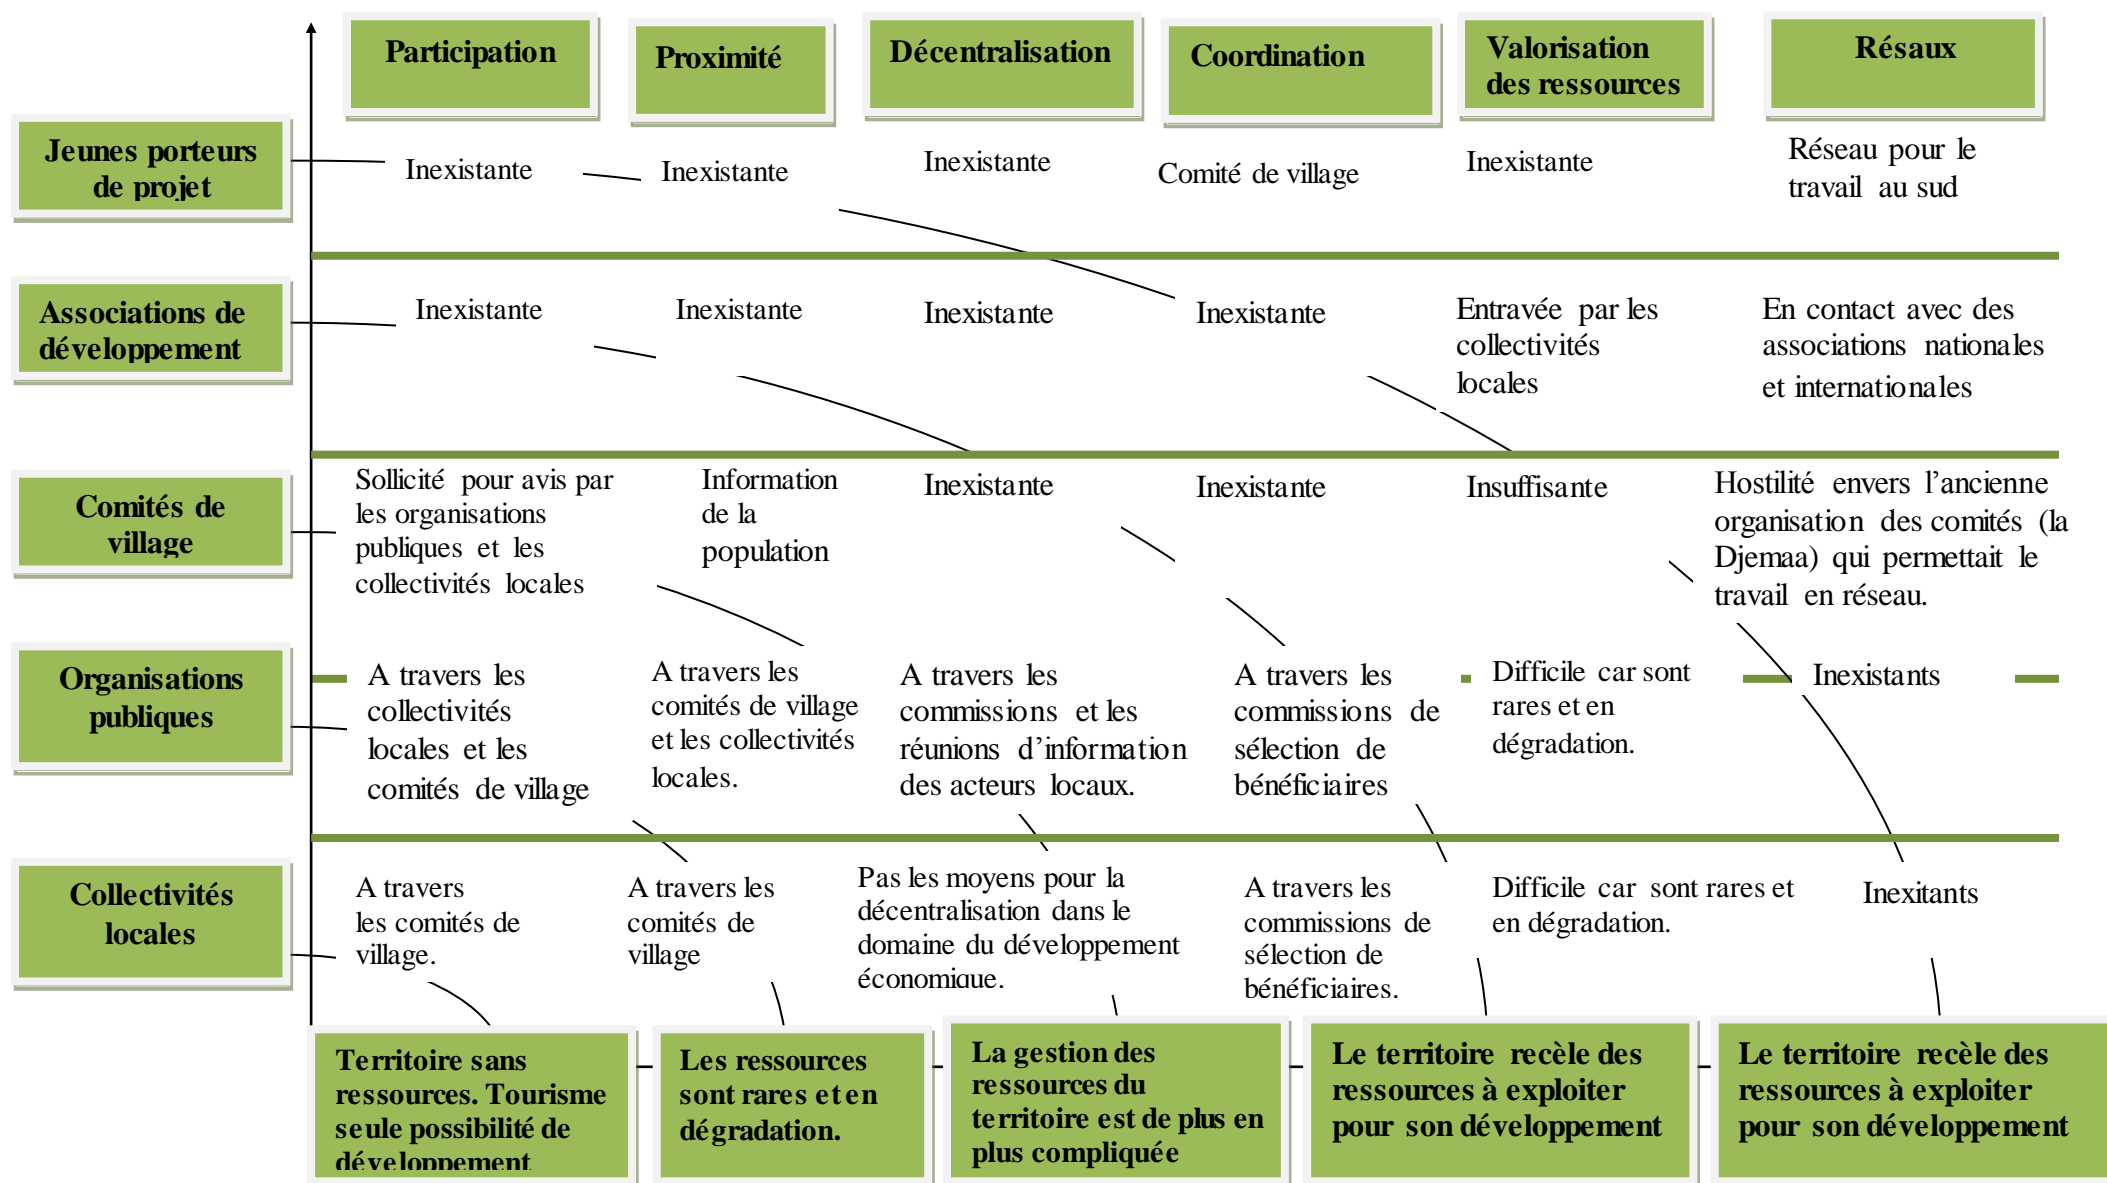 Participation
Proximité
Décentralisation
Coordination
Valorisation
des ressources
Résaux
Jeunes porteurs
de projet
Inexistante
Inexistante
Inexistante
Comité de village
Inexistante
Réseau pour le
travail au sud
Associations de
développement
Inexistante
Inexistante
Inexistante
Inexistante
Entravée par les
collectivités
locales
En contact avec des
associations nationales
et internationales
Comités de
village
Sollicité pour avis par
les organisations
publiques et les
collectivités locales
Information
de la
population
Inexistante
Inexistante
Insuffisante
Hostilité envers l’ancienne
organisation des comités (la
Djemaa) qui permettait le
travail en réseau.
Organisations
publiques
A travers les
collectivités
locales et les
comités de village
A travers les
comités de village
et les collectivités
locales.
A travers les
commissions et les
réunions d’information
des acteurs locaux.
A travers les
commissions de
sélection de
bénéficiaires
Difficile car sont
rares et en
dégradation.
Inexistants
Collectivités
locales
A travers
les comités de
village.
A travers les
comités de
village
Pas les moyens pour la
décentralisation dans le
domaine du développement
économique.
A travers les
commissions de
sélection de
bénéficiaires.
Difficile car sont rares et
en dégradation.
Inexitants
Territoire sans
ressources. Tourisme
seule possibilité de
développement
Les ressources
sont rares et en
dégradation.
La gestion des
ressources du
territoire est de plus en
plus compliquée
Le territoire recèle des
ressources à exploiter
pour son développement
Le territoire recèle des
ressources à exploiter
pour son développement